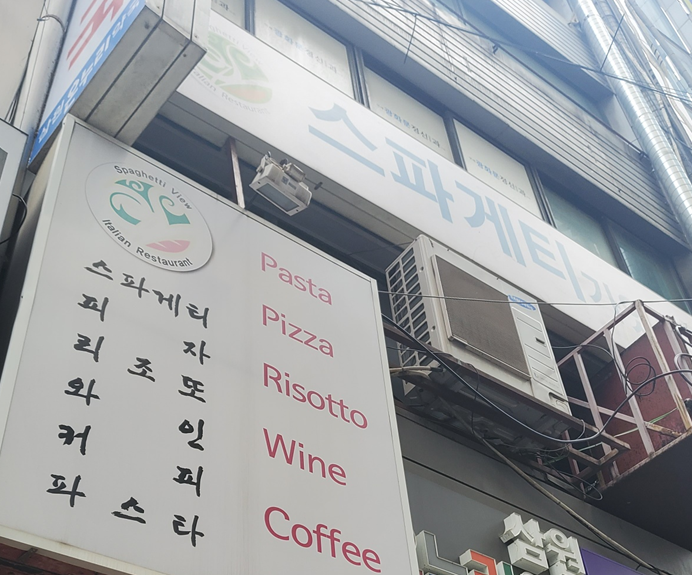 스파게티
Spaghetti View
Italian Restaurant
스파게티
피 자
리 조 또
와 인
커 피
파 스 타
Pasta
Pizza
Risotto
Wine
Coffee
삼원